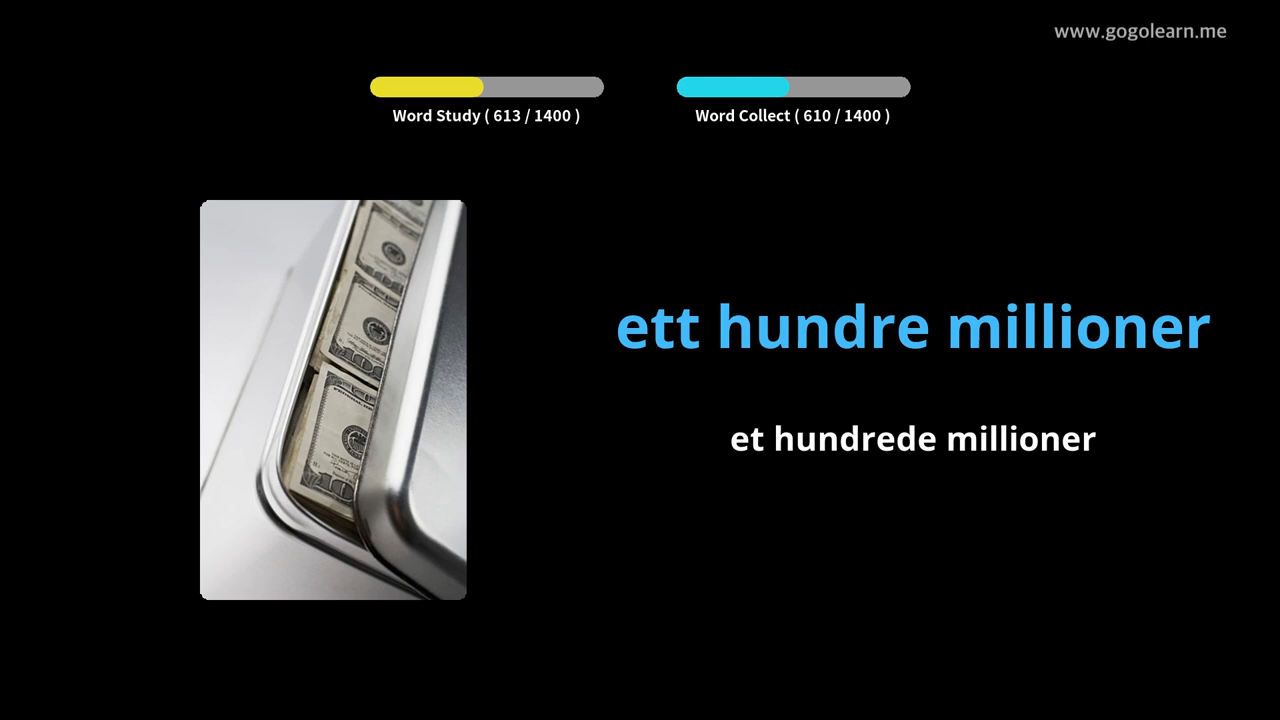 www.gogolearn.me
Word Study ( 613 / 1400 )
Word Collect ( 610 / 1400 )
ett hundre millioner
et hundrede millioner